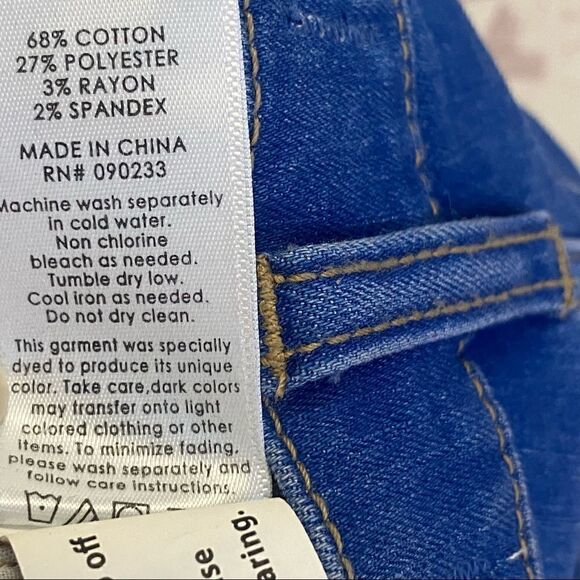 68% COTTON
27% POLYESTER
3% RAYON
2% SPANDEX
MADE IN CHINA
RN# 090233
Machine wash separately
in cold water.
Non chlorine
bleach as needed.
Tumble dry low.
Cool iron as needed.
Do not dry clean.
This garment was specially
dyed to produce its unique
color. Take care,dark colors
may transfer onto light
colored clothing or other
items. To minimize fading,
please wash separately and
follow care instructions.
off
se
aring.